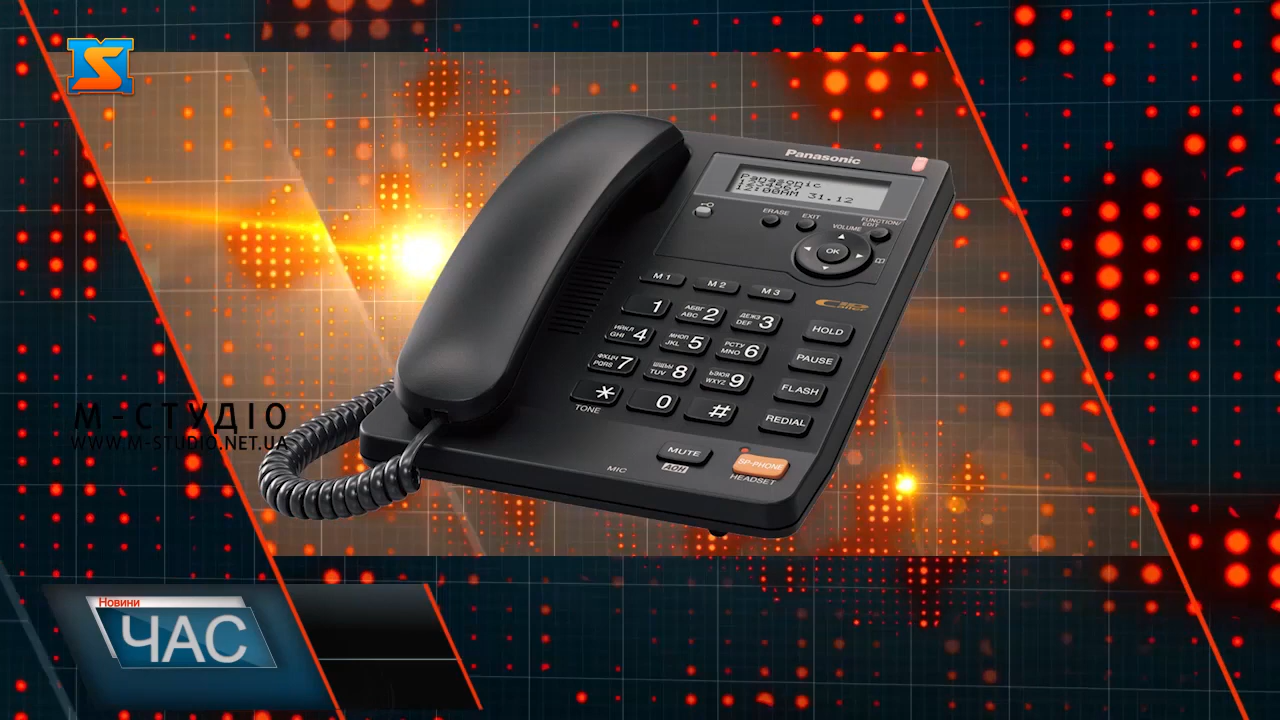 Panasonic
Panasonic
1234567
12:00AM 31.12
ERASE
EXIT
FUNCTION/
EDIT
VOLUME
OK
M 1
M 2
M 3
1
АБВГ
ABC 2
ДЕЖЗ
DEF 3
ИЙКЛ
GHI 4
МНОП
JKL 5
РСТУ
MNO 6
ФХЦЧ
PQRS 7
ШЩЪЫ
TUV 8
ЬЭЮЯ
WXYZ 9
*
0
#
TONE
HOLD
PAUSE
FLASH
REDIAL
MUTE
АОН
MIC
SP-PHONE
HEADSET
М-СТУДІО
WWW.M-STUDIO.NET.UA
Новини
ЧАС